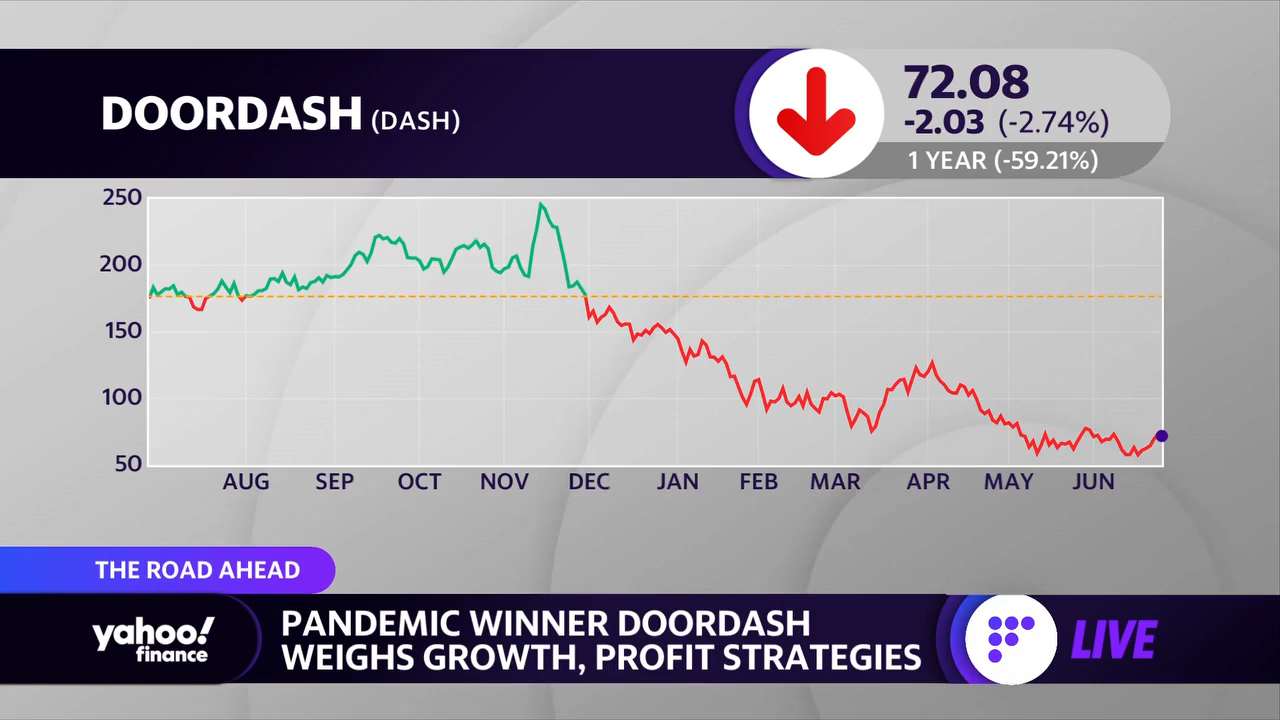 DOORDASH (DASH)
72.08
-2.03 (-2.74%)
1 YEAR (-59.21%)
250
200
150
100
50
AUG SEP OCT NOV DEC JAN FEB MAR APR MAY JUN
THE ROAD AHEAD
yahoo!
finance
PANDEMIC WINNER DOORDASH
WEIGHS GROWTH, PROFIT STRATEGIES
LIVE